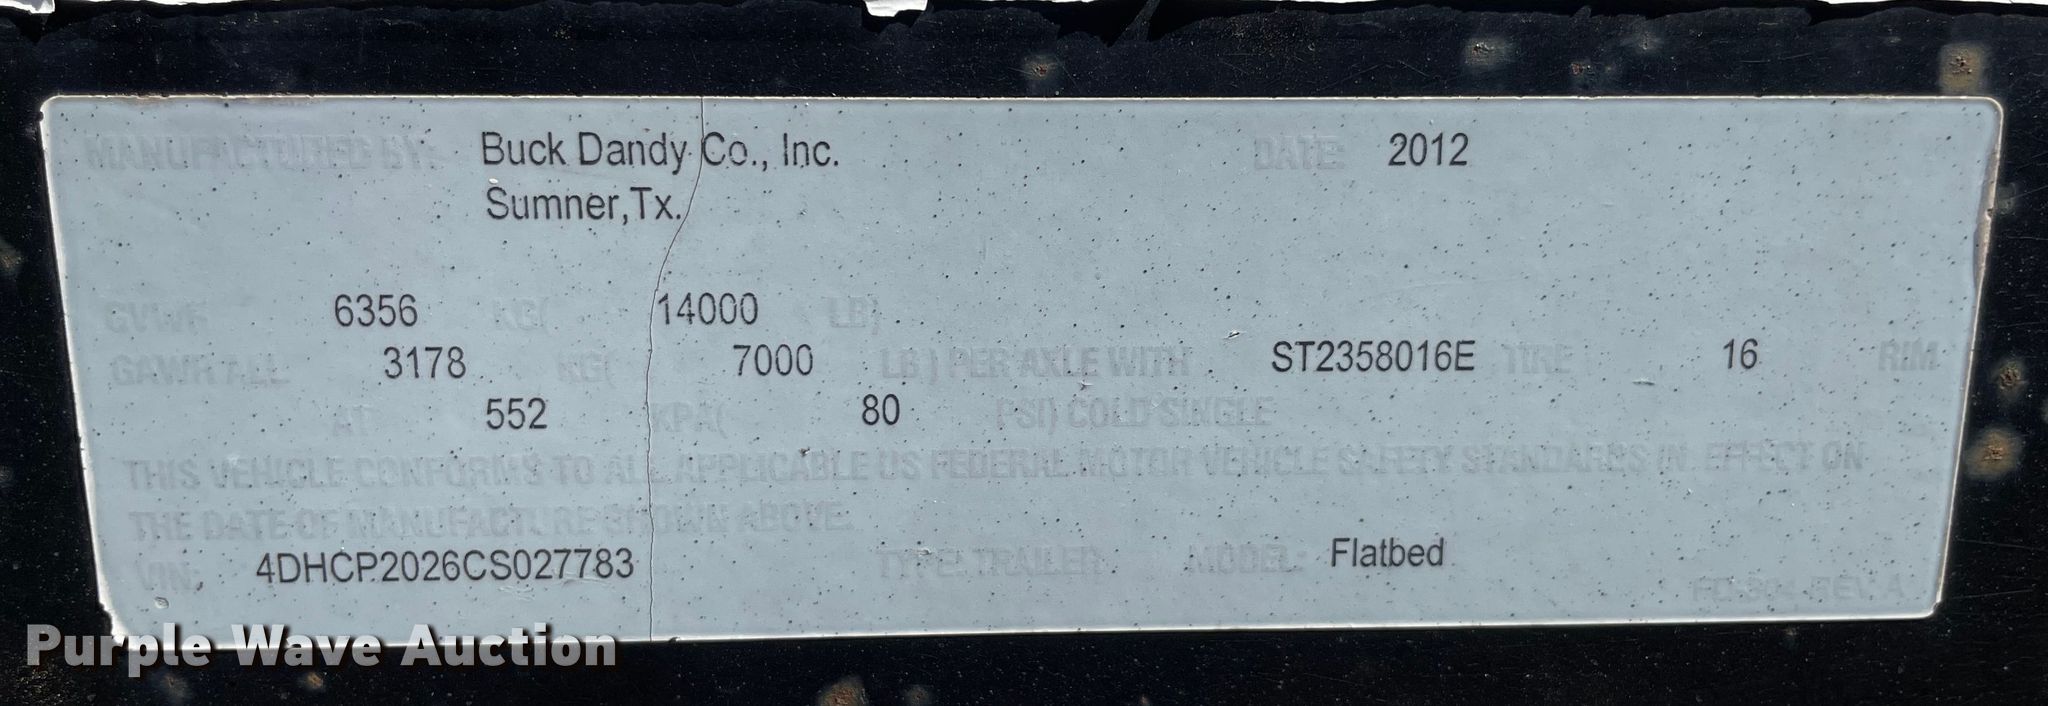 MANUFACTURED BY: Buck Dandy Co., Inc. DATE: 2012
Sumner,Tx.
GVWR 6356 KG( 14000 LB)
GAWR ALL 3178 KG( 7000 LB) PER AXLE WITH ST2358016E TIRE 16 RIM
AT 552 KPA( 80 PSI) COLD SINGLE
THIS VEHICLE CONFORMS TO ALL APPLICABLE US FEDERAL MOTOR VEHICLE SAFETY STANDARDS IN EFFECT ON
THE DATE OF MANUFACTURE SHOWN ABOVE.
VIN: 4DHCP2026CS027783 TYPE: TRAILER MODEL: Flatbed
REV. A
Purple Wave Auction